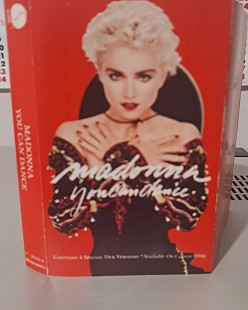 MADONNA
YOU CAN DANCE
madonna
You Can Dance
CONTAINS 4 SPECIAL DUB VERSIONS *Available On Cassette Only